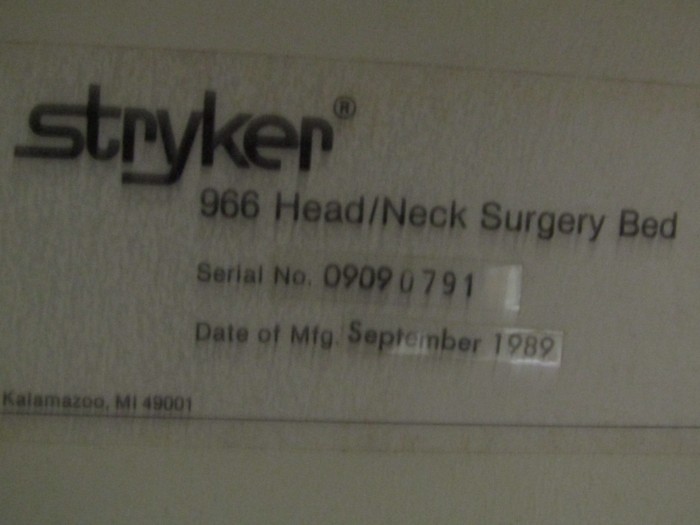 stryker®
966 Head/Neck Surgery Bed
Serial No. 09090791
Date of Mfg. September 1989
Kalamazoo, MI 49001